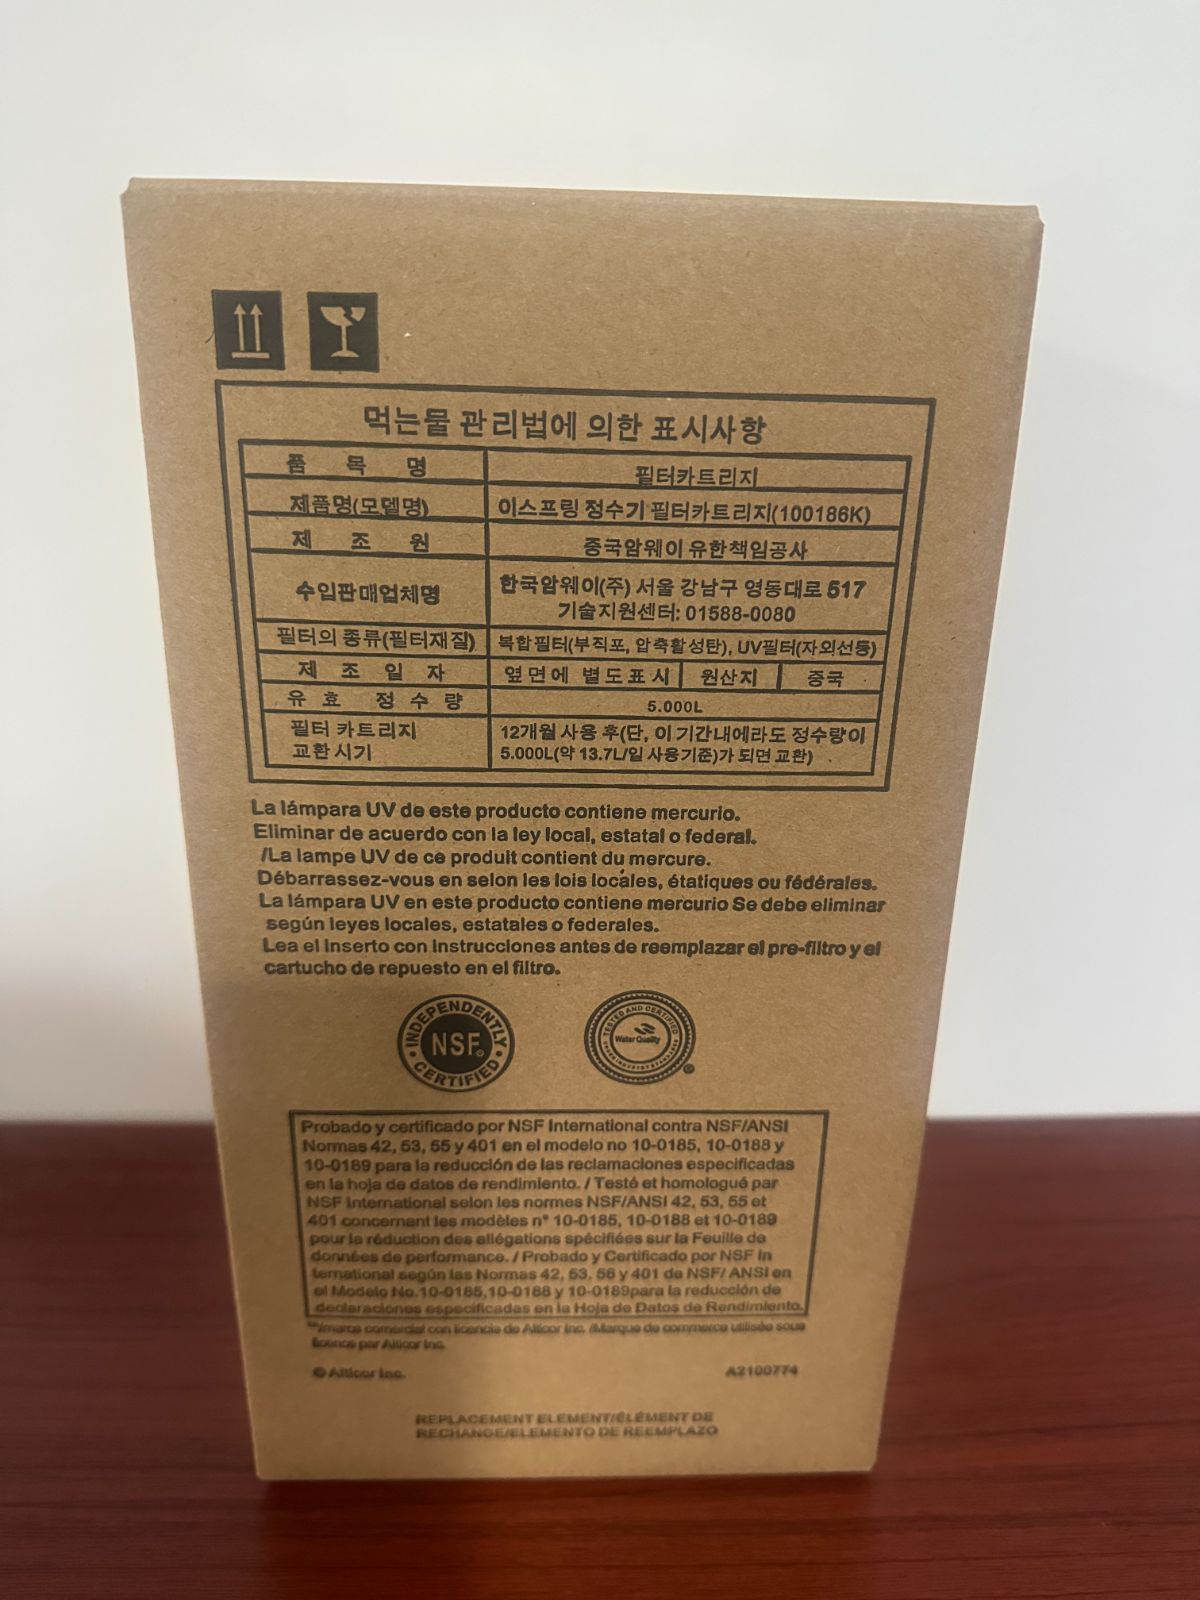 먹는물 관리법에 의한 표시사항
품 목 명 필터카트리지
제품명(모델명) 이스프링 정수기 필터카트리지(100186K)
제 조 원 중국암웨이 유한책임공사
수입판매업체명 한국암웨이(주) 서울 강남구 영동대로 517
기술지원센터: 01588-0080
필터의 종류(필터재질) 복합필터(부직포, 압축활성탄), UV필터(자외선등)
제 조 일 자 옆면에 별도표시 원산지 중국
유 효 정 수 량 5.000L
필터 카트리지 12개월 사용 후(단, 이 기간내에라도 정수량이
교환시기 5.000L(약 13.7L/일 사용기준)가 되면 교환)
La lámpara UV de este producto contiene mercurio.
Eliminar de acuerdo con la ley local, estatal o federal.
/La lampe UV de ce produit contient du mercure.
Débarrassez-vous en selon les lois locales, étatiques ou fédérales.
La lámpara UV en este producto contiene mercurio Se debe eliminar
según leyes locales, estatales o federales.
Lea el Inserto con Instrucciones antes de reemplazar el pre-filtro y el
cartucho de repuesto en el filtro.
INDEPENDENTLY
NSF®
CERTIFIED
TESTED AND CERTIFIED
Water Quality
UNDER INDUSTRY STANDARDS
Probado y certificado por NSF International contra NSF/ANSI
Normas 42, 53, 55 y 401 en el modelo no 10-0185, 10-0188 y
10-0189 para la reducción de las reclamaciones especificadas
en la hoja de datos de rendimiento. / Testé et homologué par
NSF International selon les normes NSF/ANSI 42, 53, 55 et
401 concernant les modèles n° 10-0185, 10-0188 et 10-0189
pour la réduction des allégations spécifiées sur la Feuille de
données de performance. / Probado y Certificado por NSF In
ternational según las Normas 42, 53, 56 y 401 de NSF/ ANSI en
el Modelo No.10-0185,10-0188 y 10-0189para la reducción de
declaraciones especificadas en la Hoja de Datos de Rendimiento.
comercial con licencia de Alticor Inc. /Marque de commerce utilisée sous
licence par Alticor Inc.
© Alticor Inc. A2100774
REPLACEMENT ELEMENT/ÉLÉMENT DE
RECHANGE/ELEMENTO DE REEMPLAZO